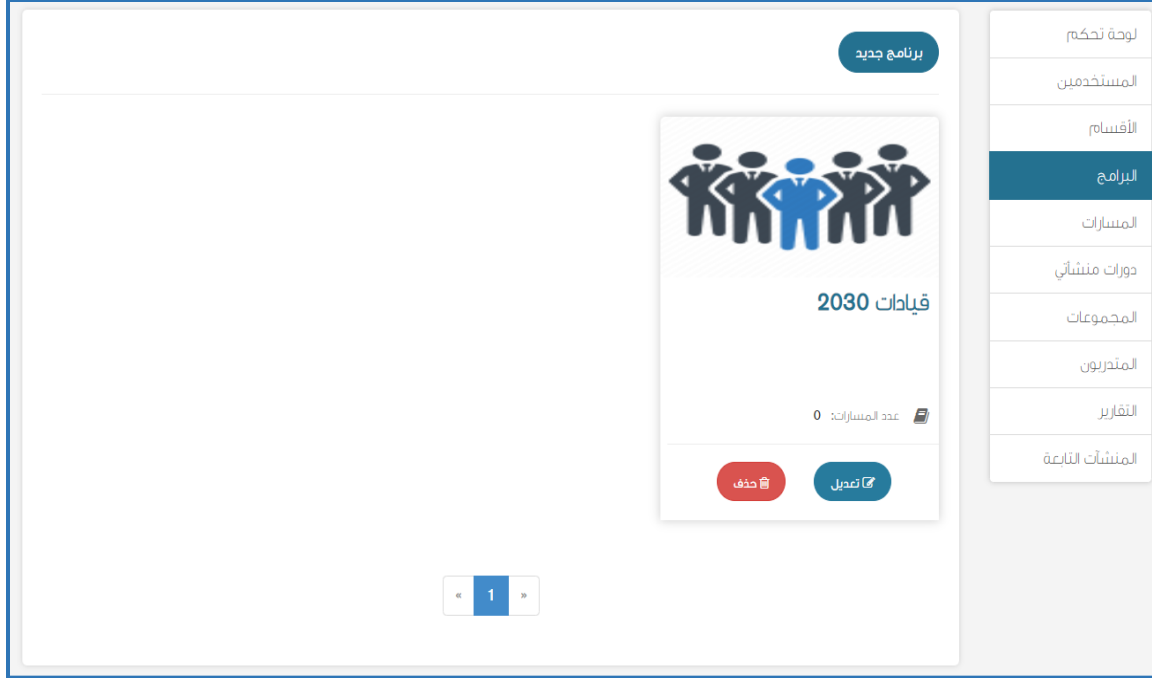 لوحة تحكم
المستخدمين
الأقسام
البرامج
المسارات
دورات منشأتي
المجموعات
المتدربون
التقارير
المنشآت التابعة
برنامج جديد
قيادات 2030
عدد المسارات: 0
تعديل
حذف
« 1 »